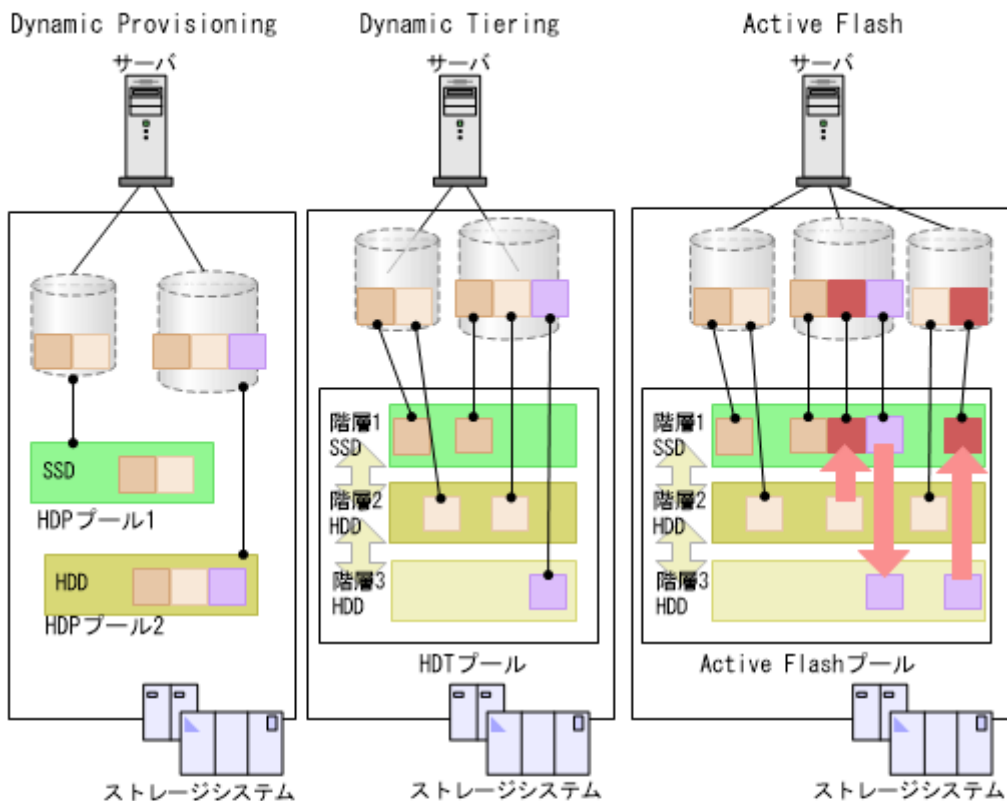 Dynamic Provisioning
サーバ
SSD
HDPプール1
HDD
HDPプール2
ストレージシステム
Dynamic Tiering
サーバ
階層1
SSD
階層2
HDD
階層3
HDD
HDTプール
ストレージシステム
Active Flash
サーバ
階層1
SSD
階層2
HDD
階層3
HDD
Active Flashプール
ストレージシステム